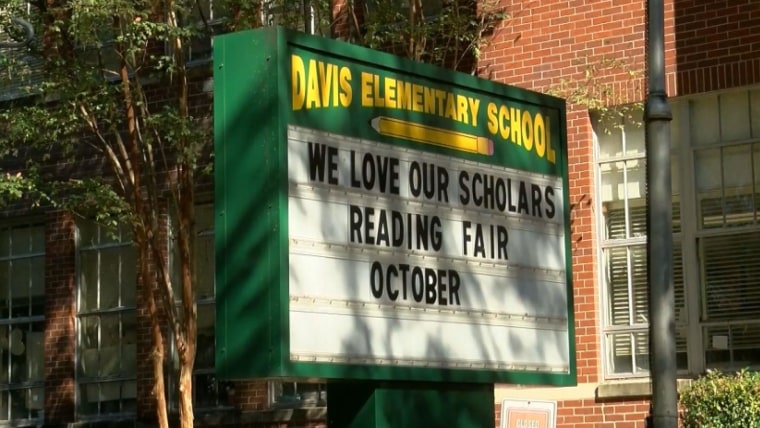 DAVIS ELEMENTARY SCHOOL
WE LOVE OUR SCHOLARS
READING FAIR
OCTOBER